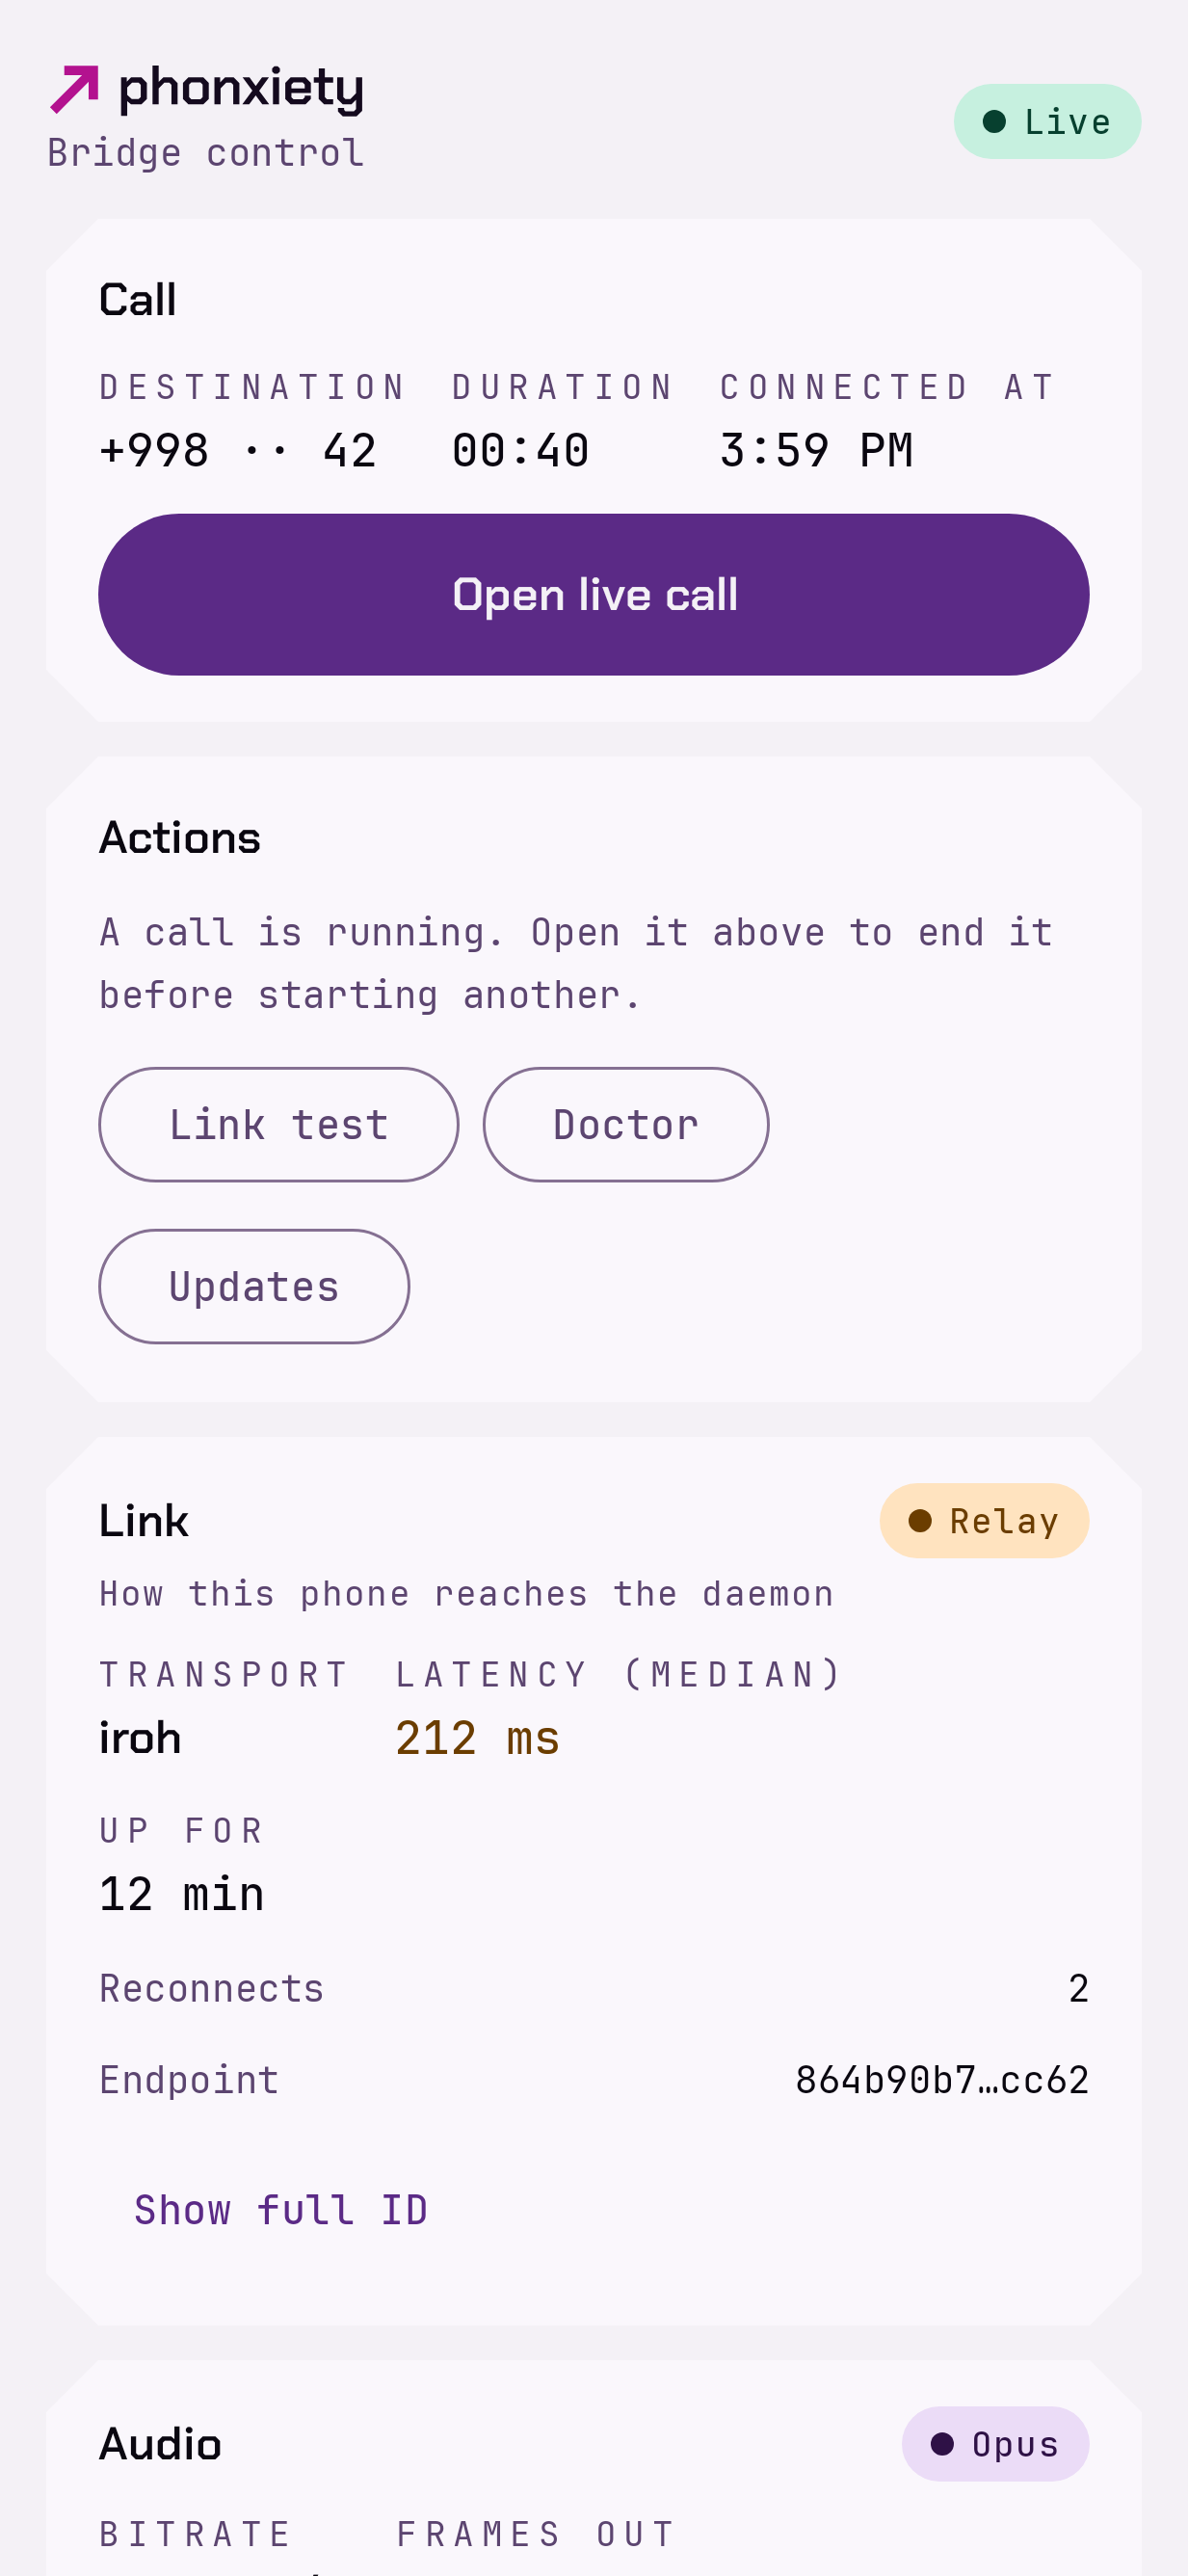 phonxiety
Bridge control
Live
Call
DESTINATION DURATION CONNECTED AT
+998 ·· 42 00:40 3:59 PM
Open live call
Actions
A call is running. Open it above to end it
before starting another.
Link test Doctor
Updates
Link
Relay
How this phone reaches the daemon
TRANSPORT LATENCY (MEDIAN)
iroh 212 ms
UP FOR
12 min
Reconnects 2
Endpoint 864b90b7…cc62
Show full ID
Audio
Opus
BITRATE FRAMES OUT